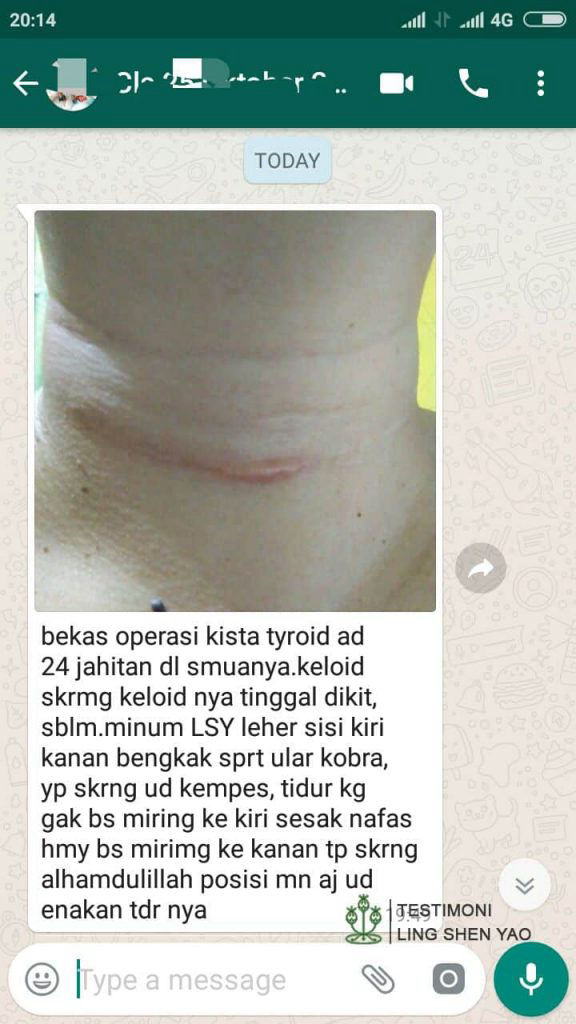 20:14
4G
TODAY
bekas operasi kista tyroid ad
24 jahitan dl smuanya.keloid
skrmg keloid nya tinggal dikit,
sblm.minum LSY leher sisi kiri
kanan bengkak sprt ular kobra,
yp skrng ud kempes, tidur kg
gak bs miring ke kiri sesak nafas
hmy bs mirimg ke kanan tp skrng
alhamdulillah posisi mn aj ud
enakan tdr nya
19:49
TESTIMONI
LING SHEN YAO
Type a message